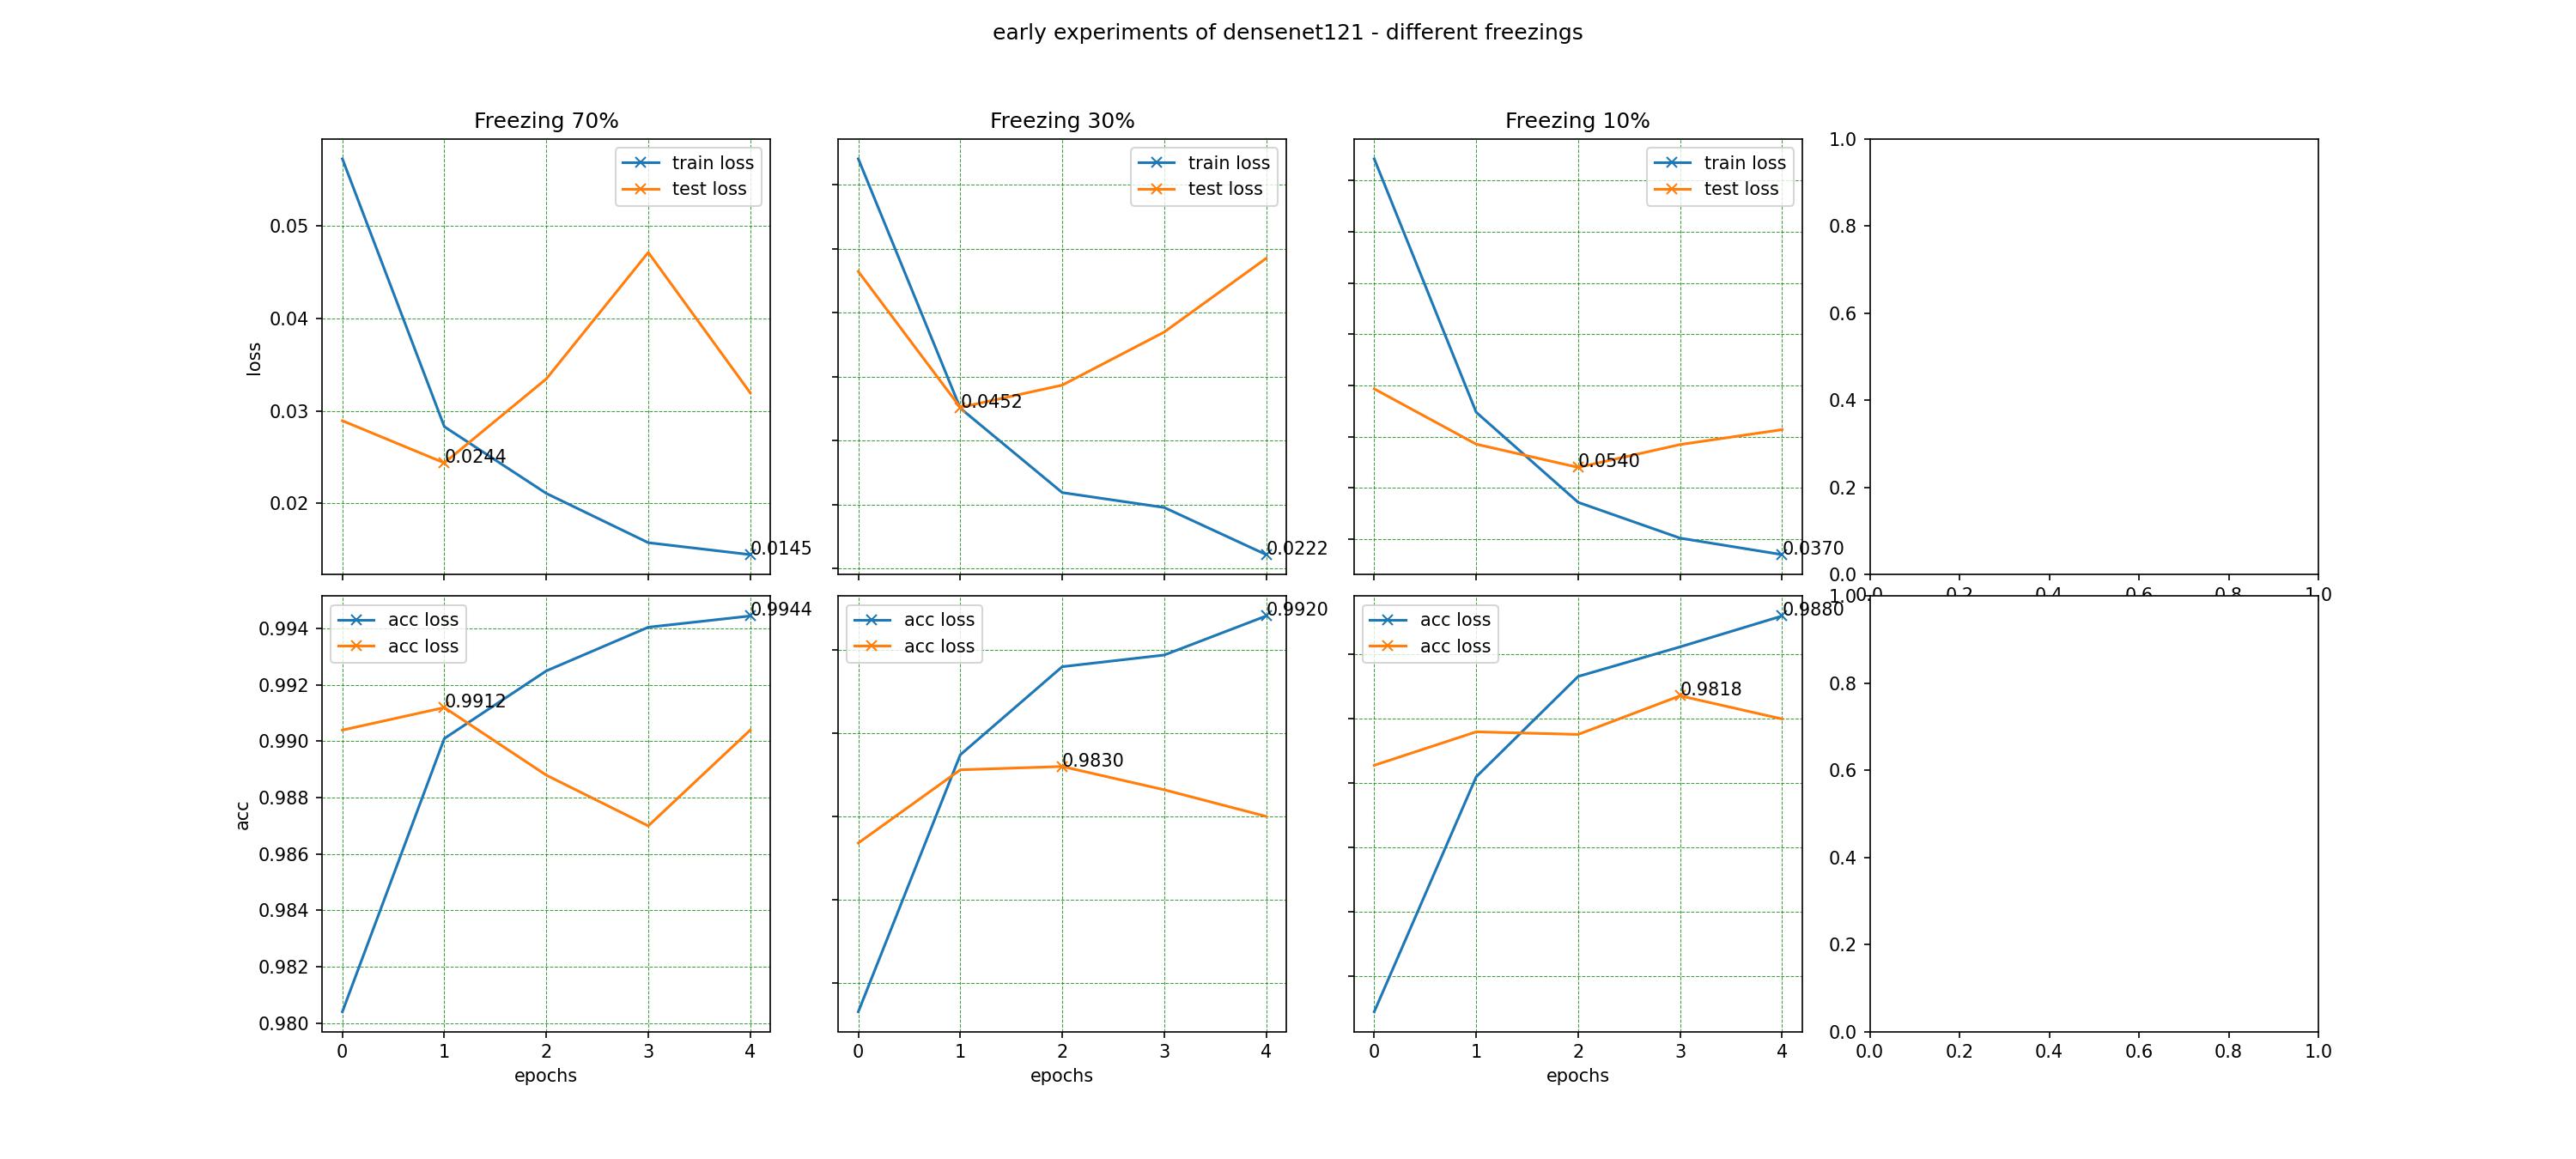 early experiments of densenet121 - different freezings
Freezing 70%
train loss
test loss
0.05
0.04
0.03
0.02
loss
0.0244
0.0145
Freezing 30%
train loss
test loss
0.0452
0.0222
Freezing 10%
train loss
test loss
0.0540
0.0370
1.0
0.8
0.6
0.4
0.2
0.0
0.0 0.2 0.4 0.6 0.8 1.0
acc loss
acc loss
0.994
0.992
0.990
0.988
0.986
0.984
0.982
0.980
acc
0.9944
0.9912
0 1 2 3 4
epochs
acc loss
acc loss
0.9920
0.9830
0 1 2 3 4
epochs
acc loss
acc loss
0.9880
0.9818
0 1 2 3 4
epochs
1.0
0.8
0.6
0.4
0.2
0.0
0.0 0.2 0.4 0.6 0.8 1.0